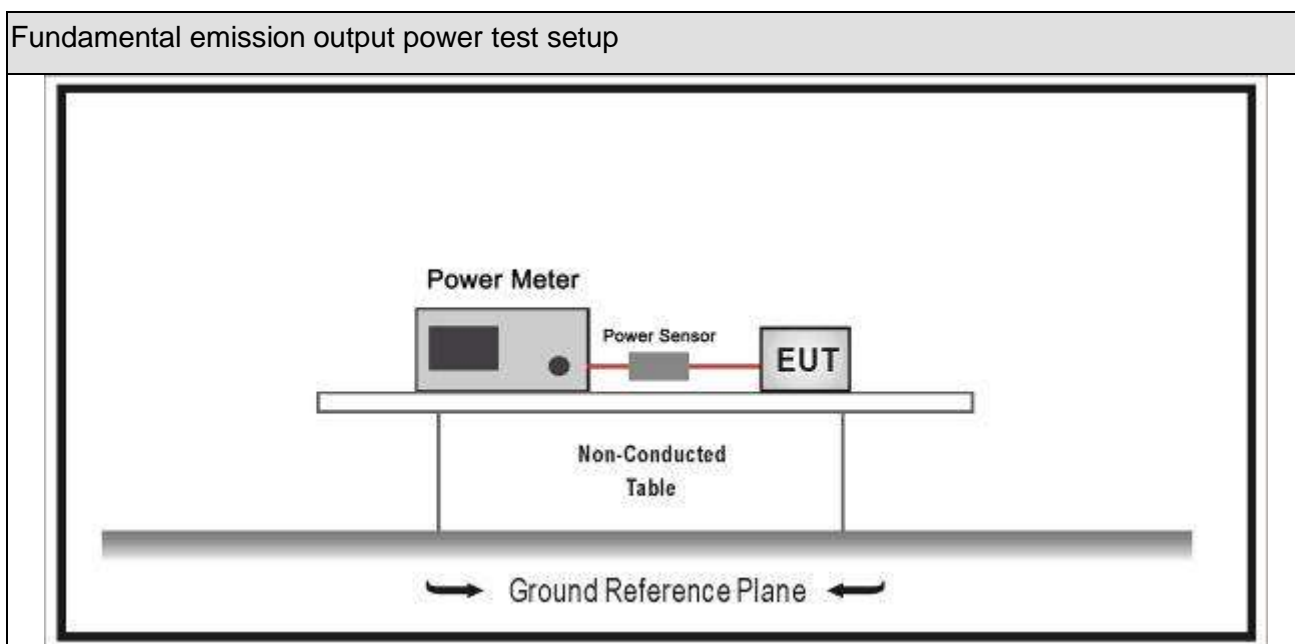 Fundamental emission output power test setup
Power Meter
Power Sensor
EUT
Non-Conducted
Table
Ground Reference Plane